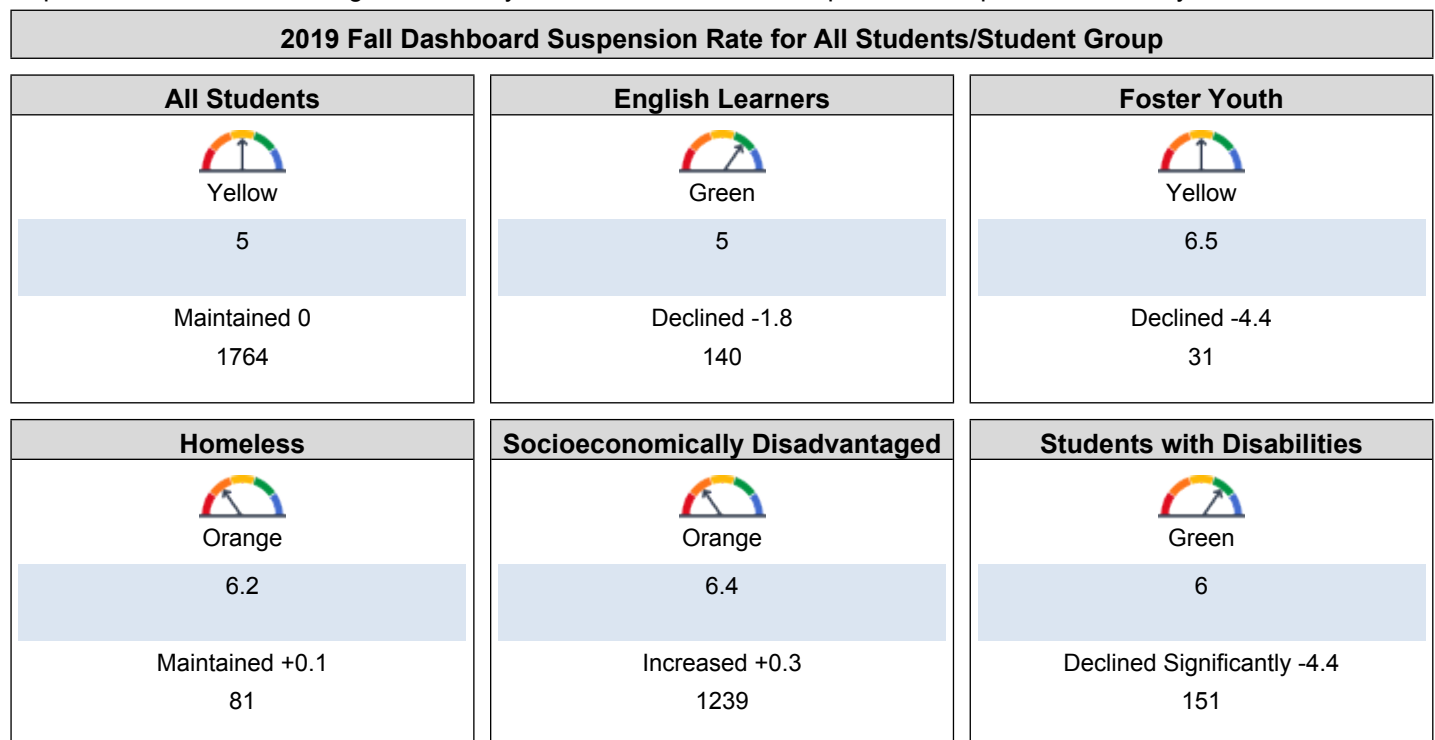 2019 Fall Dashboard Suspension Rate for All Students/Student Group
All Students
Yellow
5
Maintained 0
1764
English Learners
Green
5
Declined -1.8
140
Foster Youth
Yellow
6.5
Declined -4.4
31
Homeless
Orange
6.2
Maintained +0.1
81
Socioeconomically Disadvantaged
Orange
6.4
Increased +0.3
1239
Students with Disabilities
Green
6
Declined Significantly -4.4
151